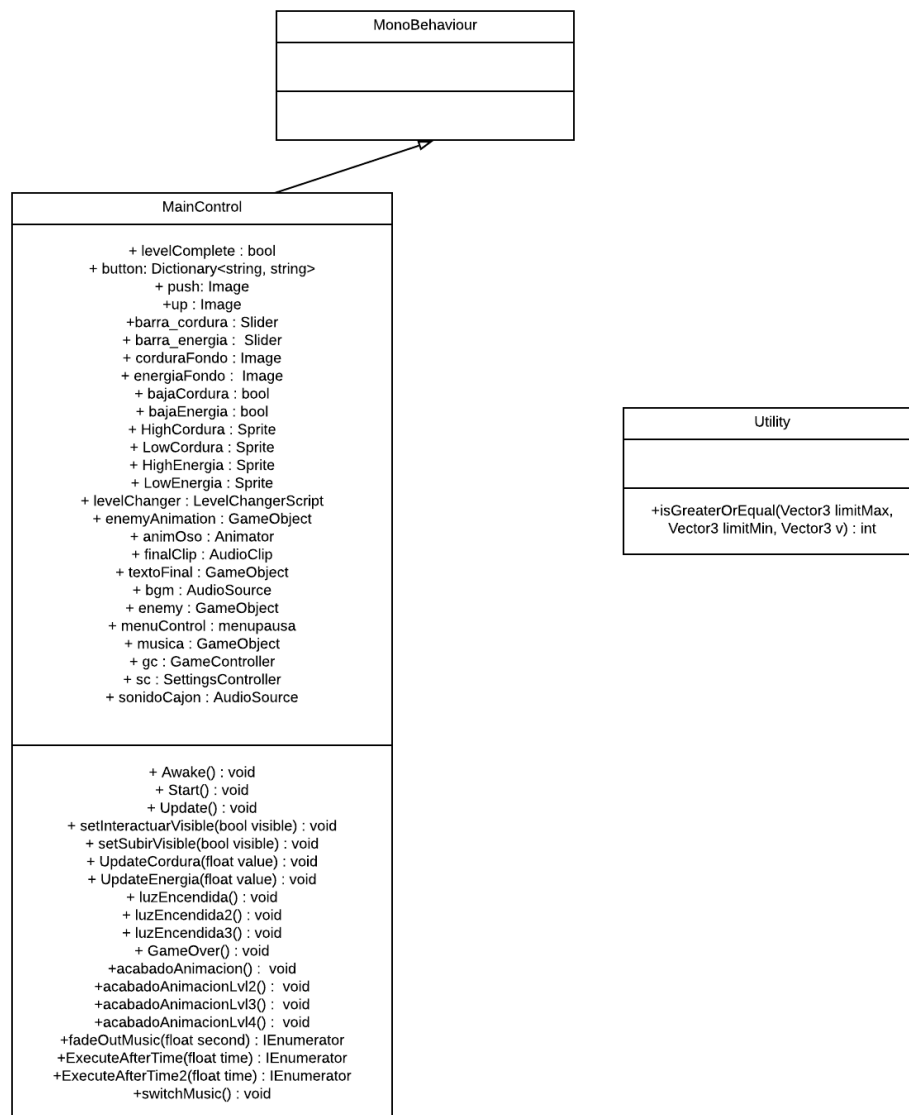 MonoBehaviour
MainControl
+ levelComplete : bool
+ button: Dictionary<string, string>
+ push: Image
+up : Image
+barra_cordura : Slider
+ barra_energia : Slider
+ corduraFondo : Image
+ energiaFondo : Image
+ bajaCordura : bool
+ bajaEnergia : bool
+ HighCordura : Sprite
+ LowCordura : Sprite
+ HighEnergia : Sprite
+ LowEnergia : Sprite
+ levelChanger : LevelChangerScript
+ enemyAnimation : GameObject
+ animOso : Animator
+ finalClip : AudioClip
+ textoFinal : GameObject
+ bgm : AudioSource
+ enemy : GameObject
+ menuControl : menupausa
+ musica : GameObject
+ gc : GameController
+ sc : SettingsController
+ sonidoCajon : AudioSource
+ Awake() : void
+ Start() : void
+ Update() : void
+ setInteractuarVisible(bool visible) : void
+ setSubirVisible(bool visible) : void
+ UpdateCordura(float value) : void
+ UpdateEnergia(float value) : void
+ luzEncendida() : void
+ luzEncendida2() : void
+ luzEncendida3() : void
+ GameOver() : void
+acabadoAnimacion() : void
+acabadoAnimacionLvl2() : void
+acabadoAnimacionLvl3() : void
+acabadoAnimacionLvl4() : void
+fadeOutMusic(float second) : IEnumerator
+ExecuteAfterTime(float time) : IEnumerator
+ExecuteAfterTime2(float time) : IEnumerator
+switchMusic() : void
Utility
+isGreaterOrEqual(Vector3 limitMax,
Vector3 limitMin, Vector3 v) : int